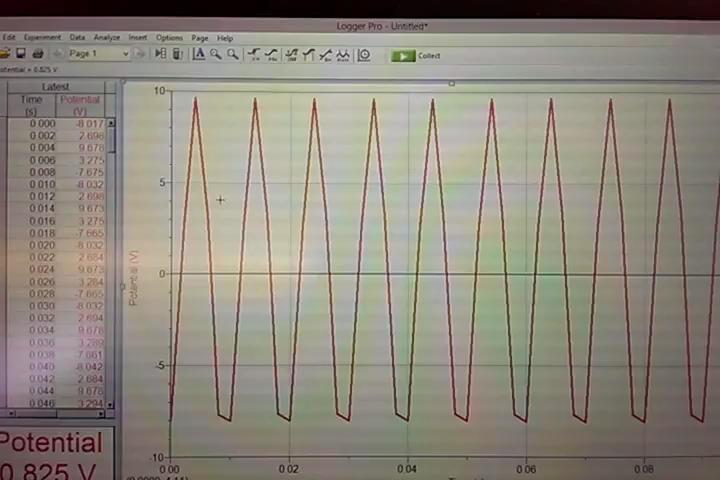 Logger Pro - Untitled*
Edit Experiment Data Analyze Insert Options Page Help
Page 1
Collect
otential = 0.825 V
Latest
Time Potential
(s) (V)
0.000 -8.017
0.002 2.698
0.004 9.678
0.006 3.275
0.008 -7.675
0.010 -8.032
0.012 2.698
0.014 9.673
0.016 3.275
0.018 -7.665
0.020 -8.032
0.022 2.684
0.024 9.673
0.026 3.284
0.028 -7.665
0.030 -8.032
0.032 2.694
0.034 9.678
0.036 3.289
0.038 -7.661
0.040 -8.042
0.042 2.684
0.044 9.678
0.046 3.294
Potential
0.825 V
10
5
0
-5
-10
Potential (V)
0.00 0.02 0.04 0.06 0.08